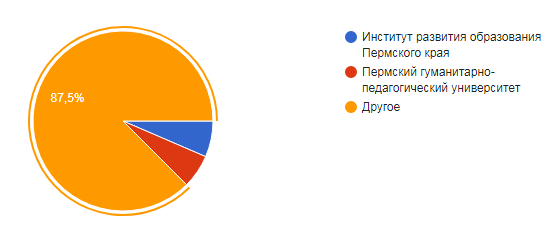 87,5%
Институт развития образования
Пермского края
Пермский гуманитарно-
педагогический университет
Другое